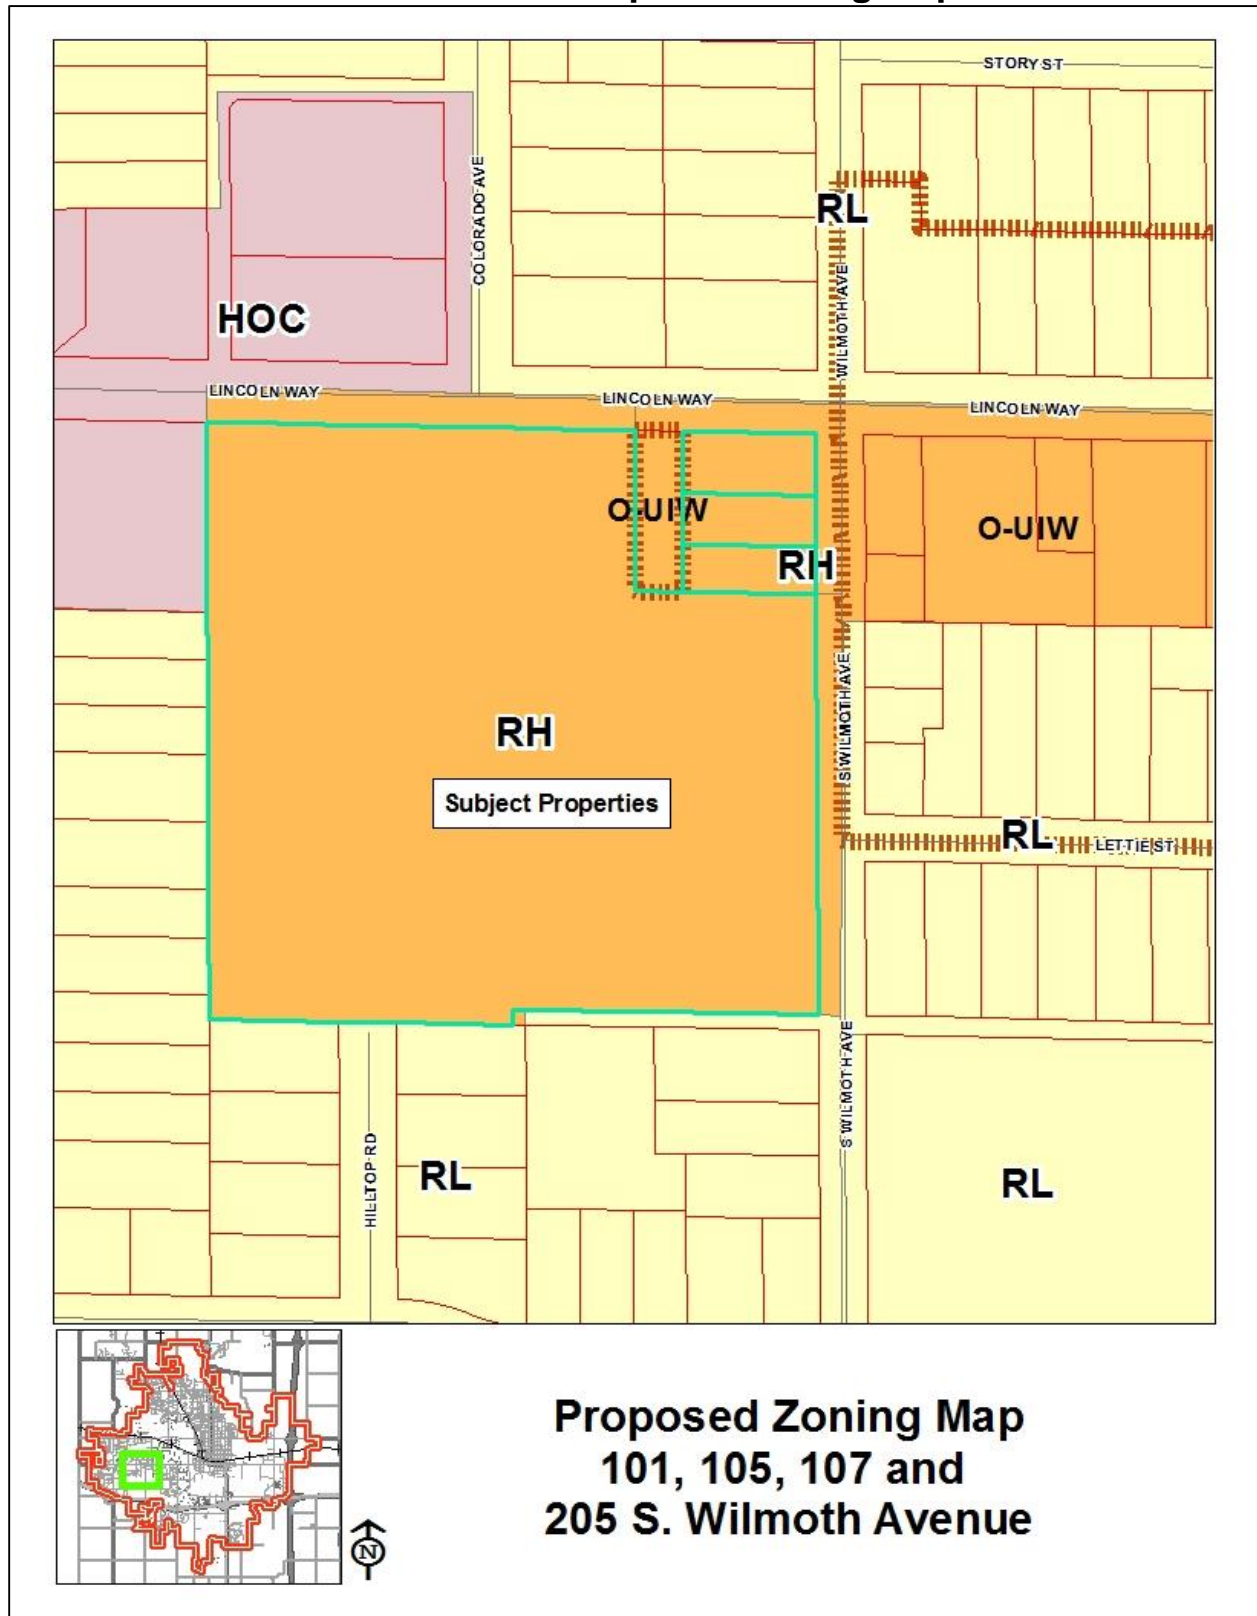 STORY ST
COLORADO AVE
RL
WILMOTH AVE
HOC
LINCOLN WAY
LINCOLN WAY
LINCOLN WAY
O-UIW
O-UIW
RH
RH
S WILMOTH AVE
Subject Properties
RL
LETTIE ST
S WILMOTH AVE
HILLTOP RD
RL
RL
N
Proposed Zoning Map
101, 105, 107 and
205 S. Wilmoth Avenue